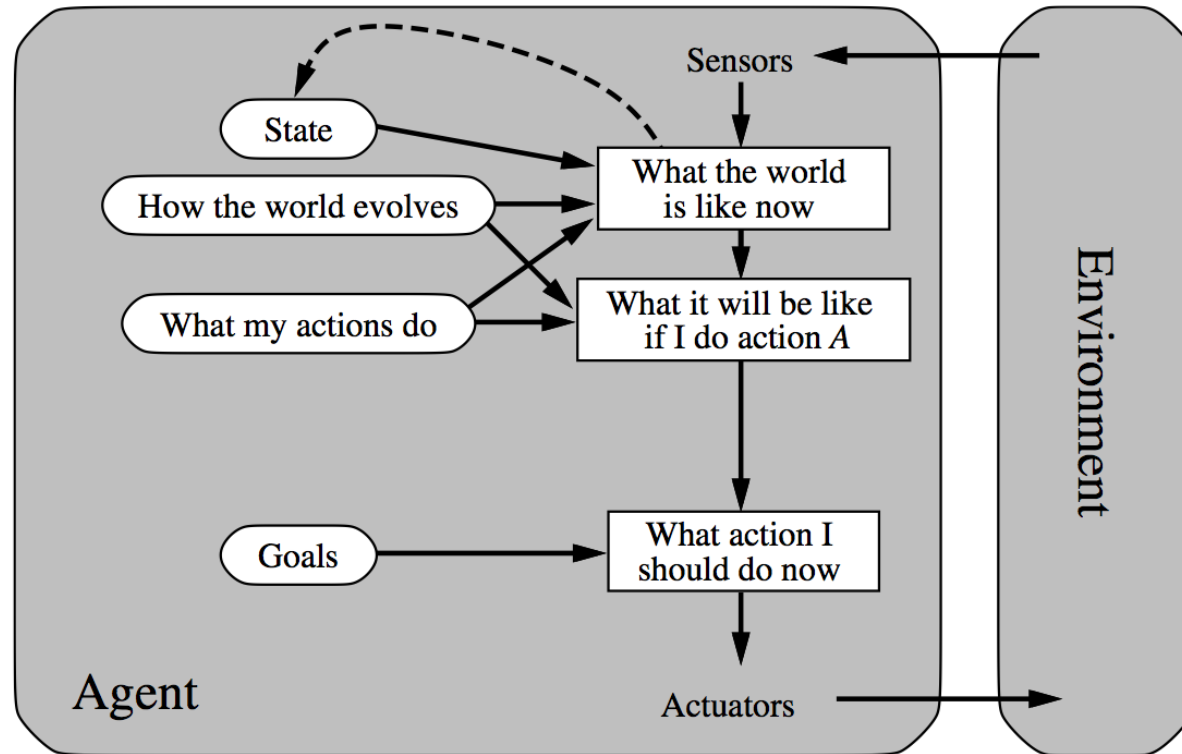 Sensors
State
What the world
is like now
How the world evolves
What it will be like
if I do action A
What my actions do
Environment
What action I
should do now
Goals
Agent
Actuators